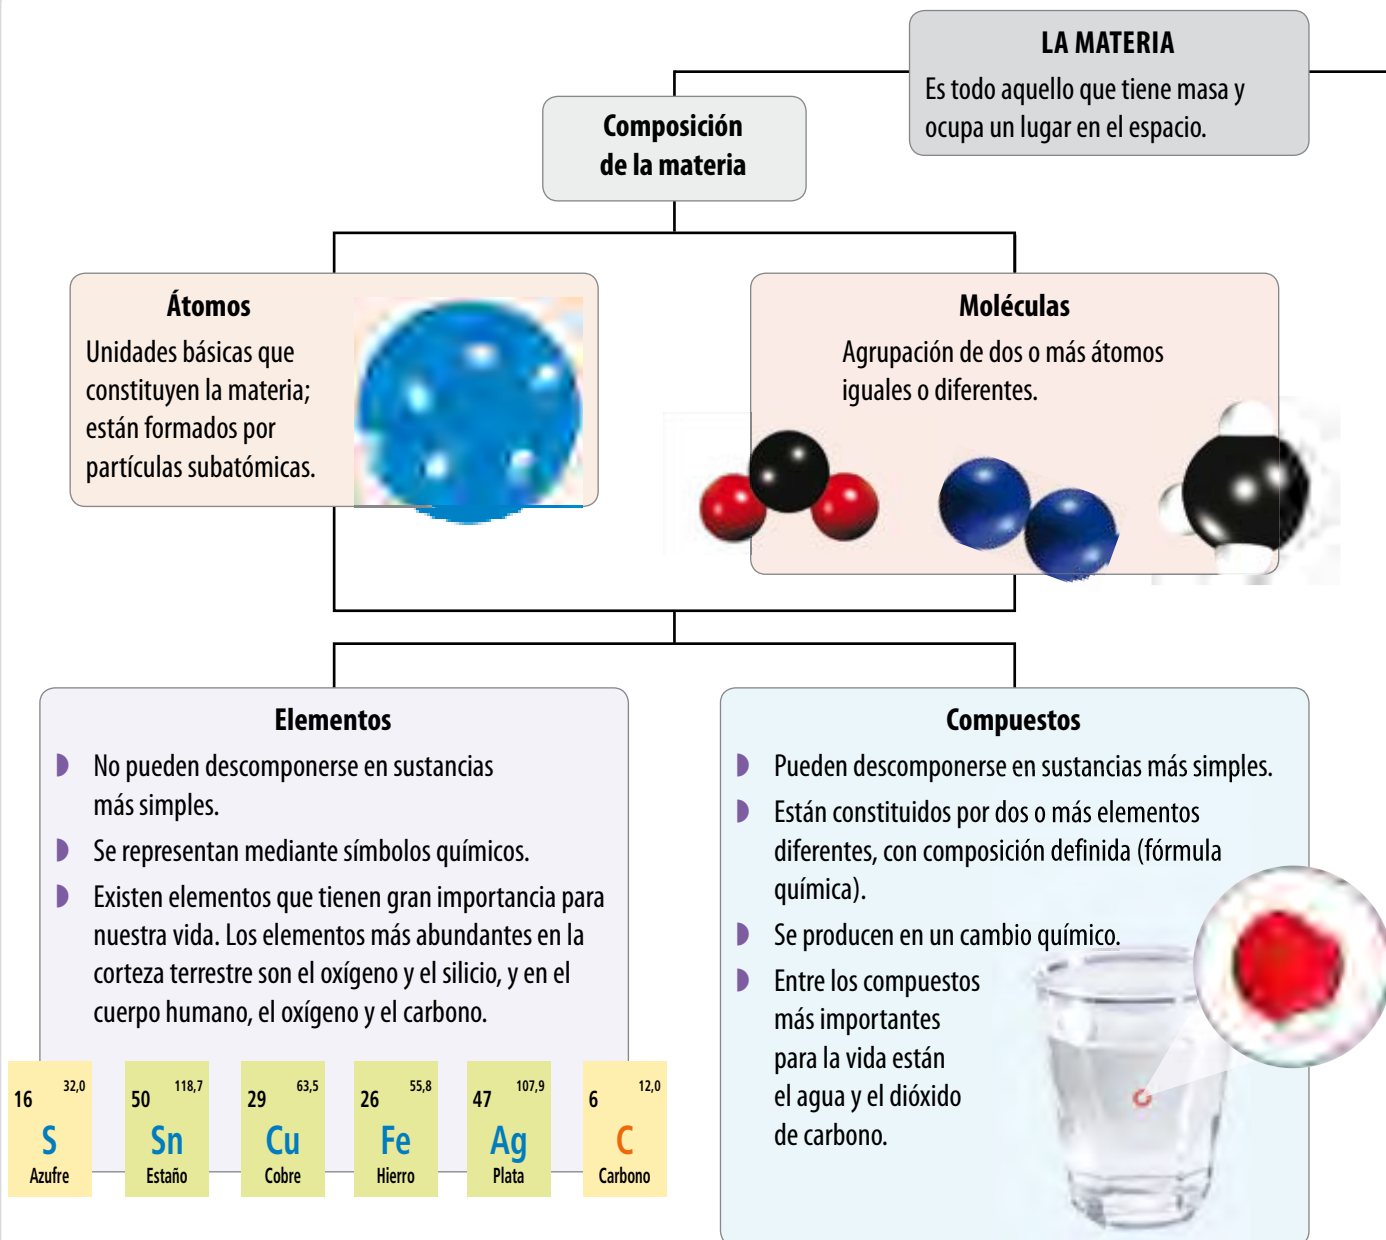 LA MATERIA
Es todo aquello que tiene masa y
ocupa un lugar en el espacio.
Composición
de la materia
Átomos
Unidades básicas que
constituyen la materia;
están formados por
partículas subatómicas.
Moléculas
Agrupación de dos o más átomos
iguales o diferentes.
Elementos
No pueden descomponerse en sustancias
más simples.
Se representan mediante símbolos químicos.
Existen elementos que tienen gran importancia para
nuestra vida. Los elementos más abundantes en la
corteza terrestre son el oxígeno y el silicio, y en el
cuerpo humano, el oxígeno y el carbono.
16 32,0
S
Azufre
50 118,7
Sn
Estaño
29 63,5
Cu
Cobre
26 55,8
Fe
Hierro
47 107,9
Ag
Plata
6 12,0
C
Carbono
Compuestos
Pueden descomponerse en sustancias más simples.
Están constituidos por dos o más elementos
diferentes, con composición definida (fórmula
química).
Se producen en un cambio químico.
Entre los compuestos
más importantes
para la vida están
el agua y el dióxido
de carbono.